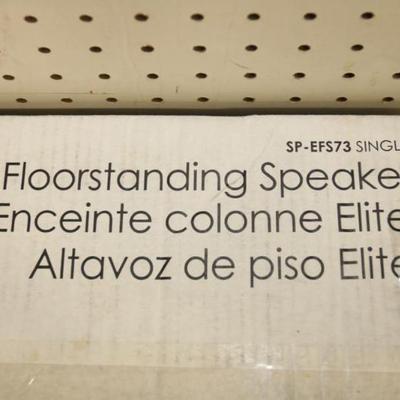 SP-EFS73 SINGL
Floorstanding Speake
Enceinte colonne Elite
Altavoz de piso Elite